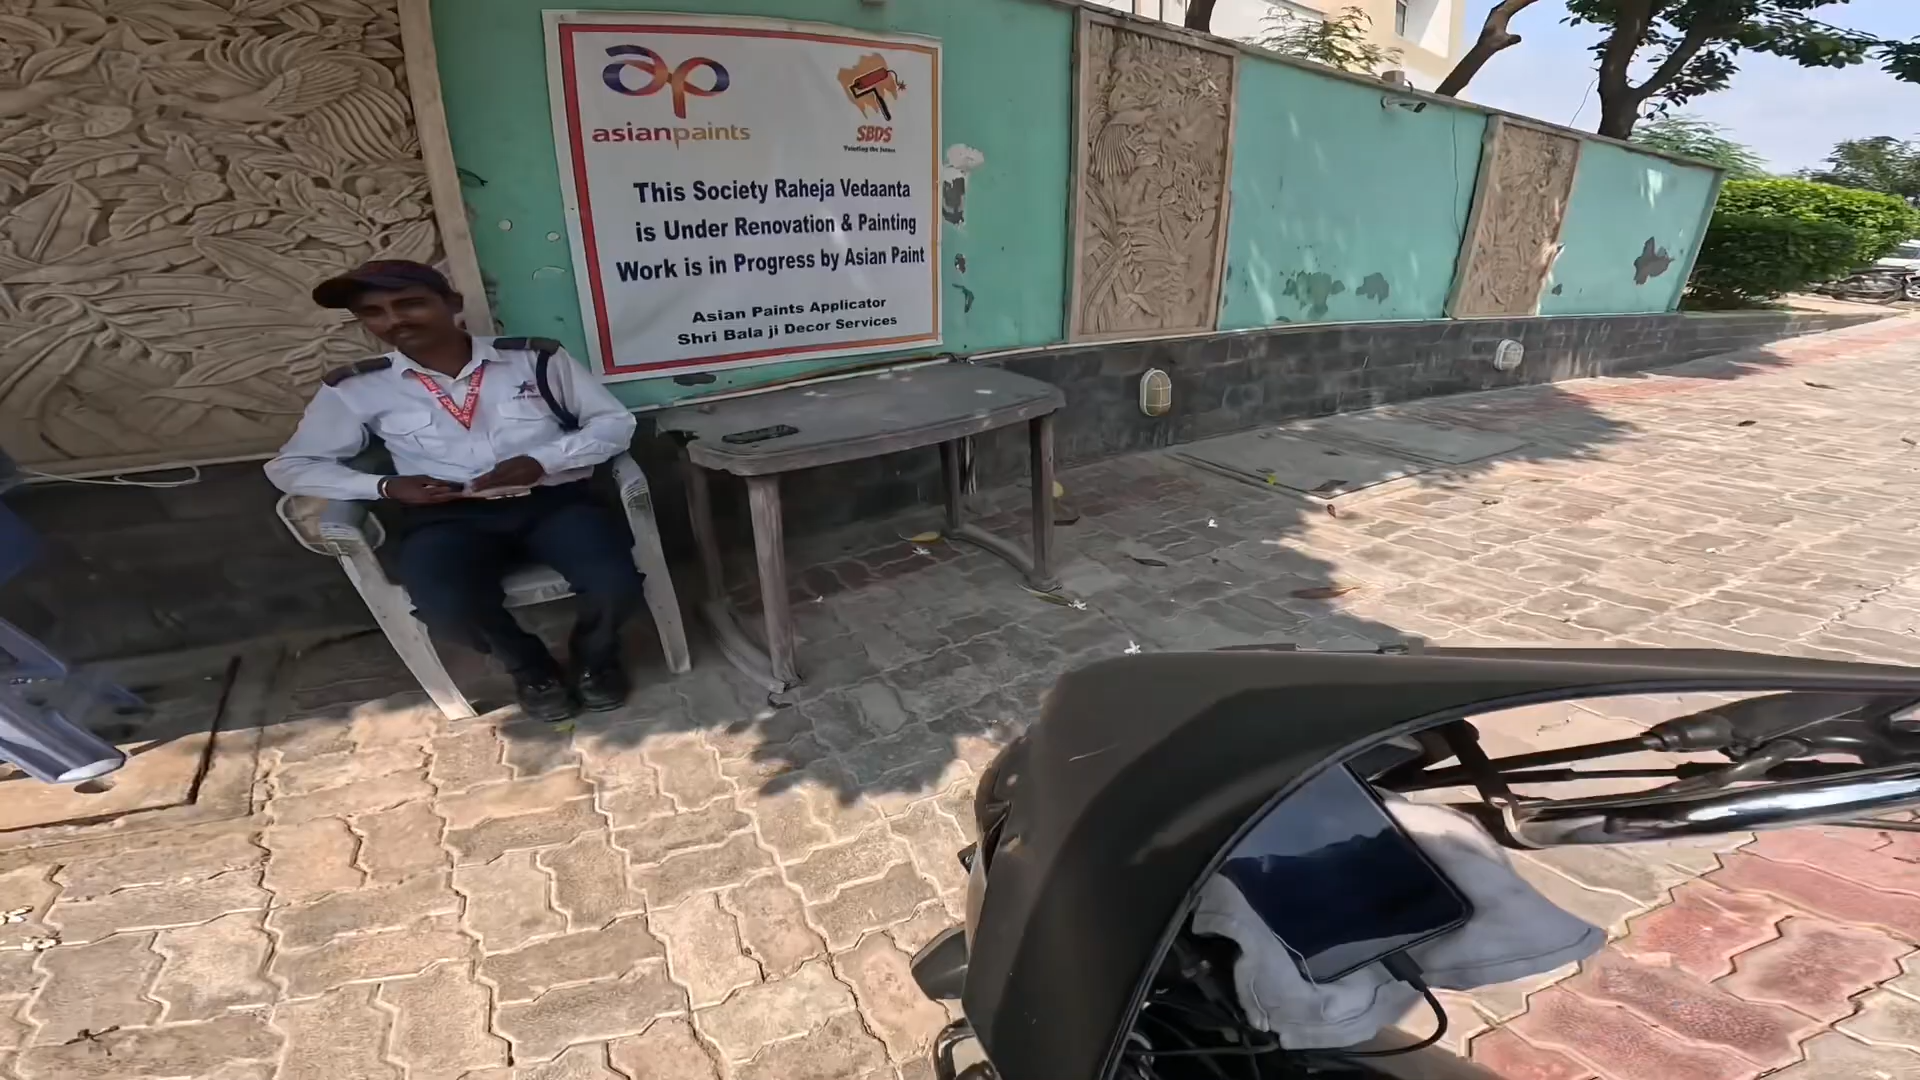 asianpaints
SBDS
Painting the future
This Society Raheja Vedaanta
is Under Renovation & Painting
Work is in Progress by Asian Paint
Asian Paints Applicator
Shri Bala ji Decor Services